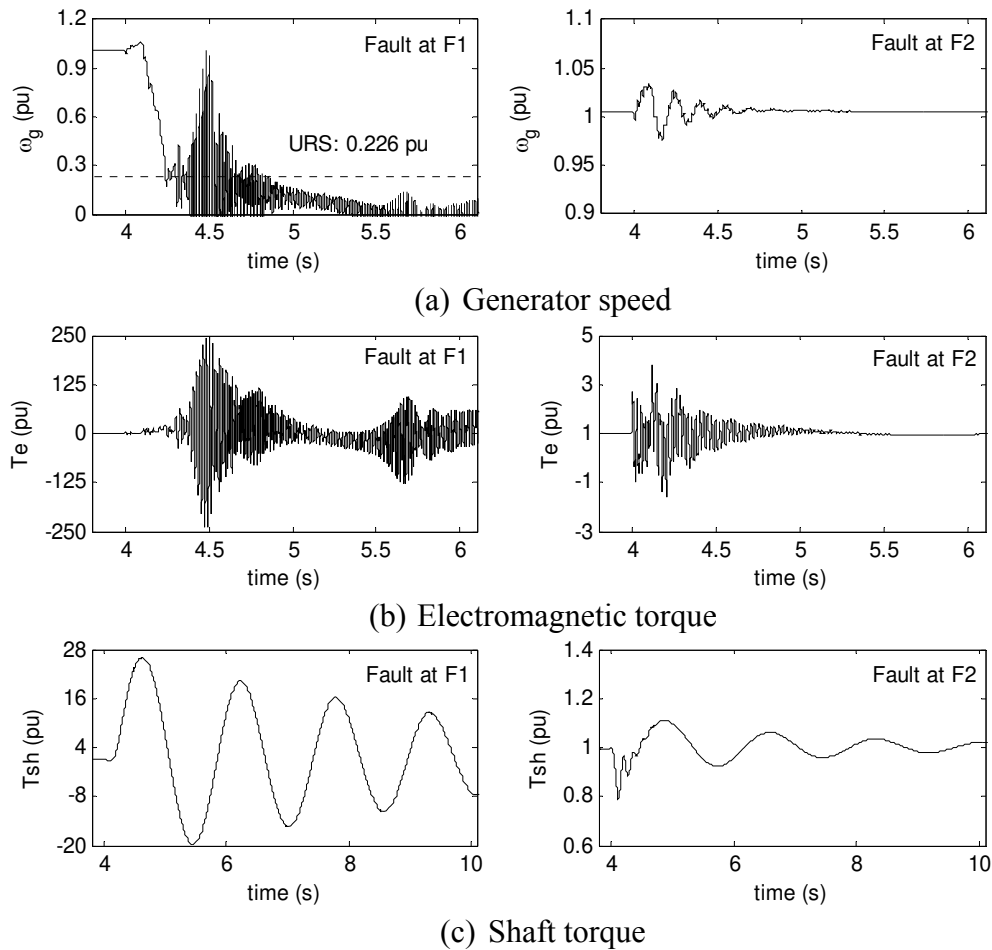 1.2
0.9
0.6
0.3
0
ωg (pu)
Fault at F1
URS: 0.226 pu
4 4.5 5 5.5 6
time (s)
1.1
1.05
1
0.95
0.9
ωg (pu)
Fault at F2
4 4.5 5 5.5 6
time (s)
(a) Generator speed
250
125
0
-125
-250
Te (pu)
Fault at F1
4 4.5 5 5.5 6
time (s)
5
3
1
-1
-3
Te (pu)
Fault at F2
4 4.5 5 5.5 6
time (s)
(b) Electromagnetic torque
28
16
4
-8
-20
Tsh (pu)
Fault at F1
4 6 8 10
time (s)
1.4
1.2
1
0.8
0.6
Tsh (pu)
Fault at F2
4 6 8 10
time (s)
(c) Shaft torque